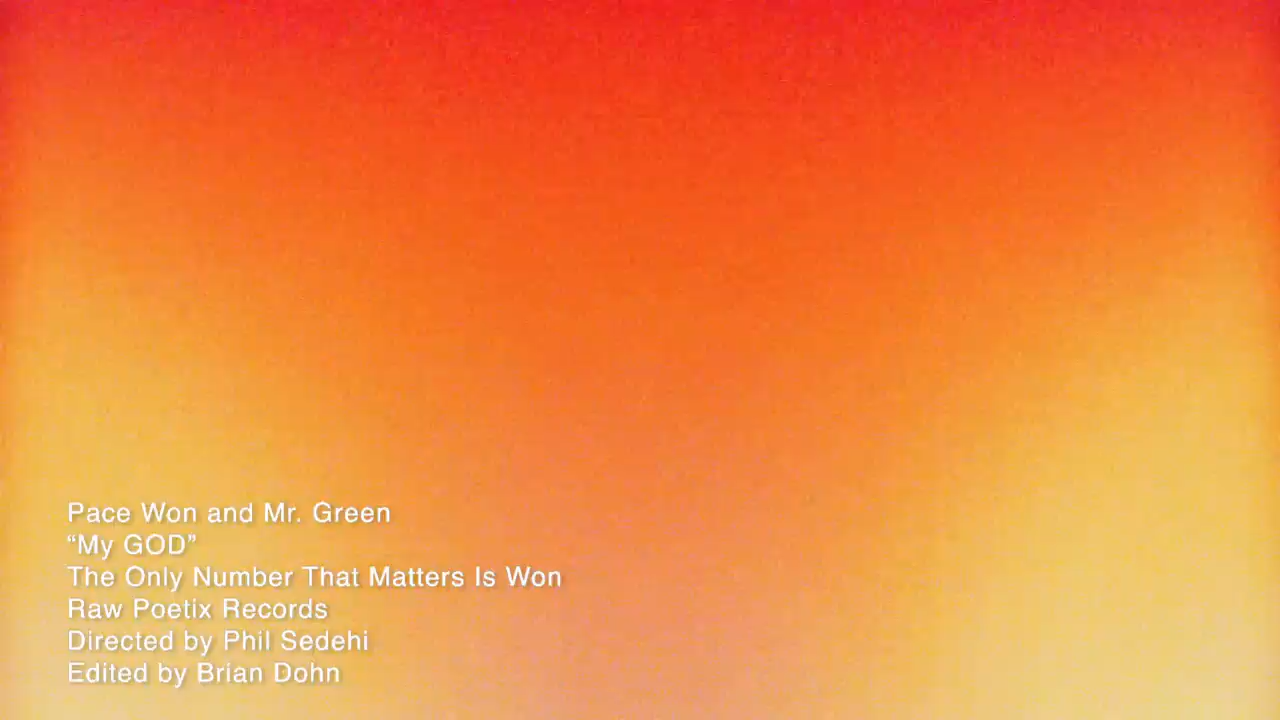 Pace Won and Mr. Green
“My GOD”
The Only Number That Matters Is Won
Raw Poetix Records
Directed by Phil Sedehi
Edited by Brian Dohn